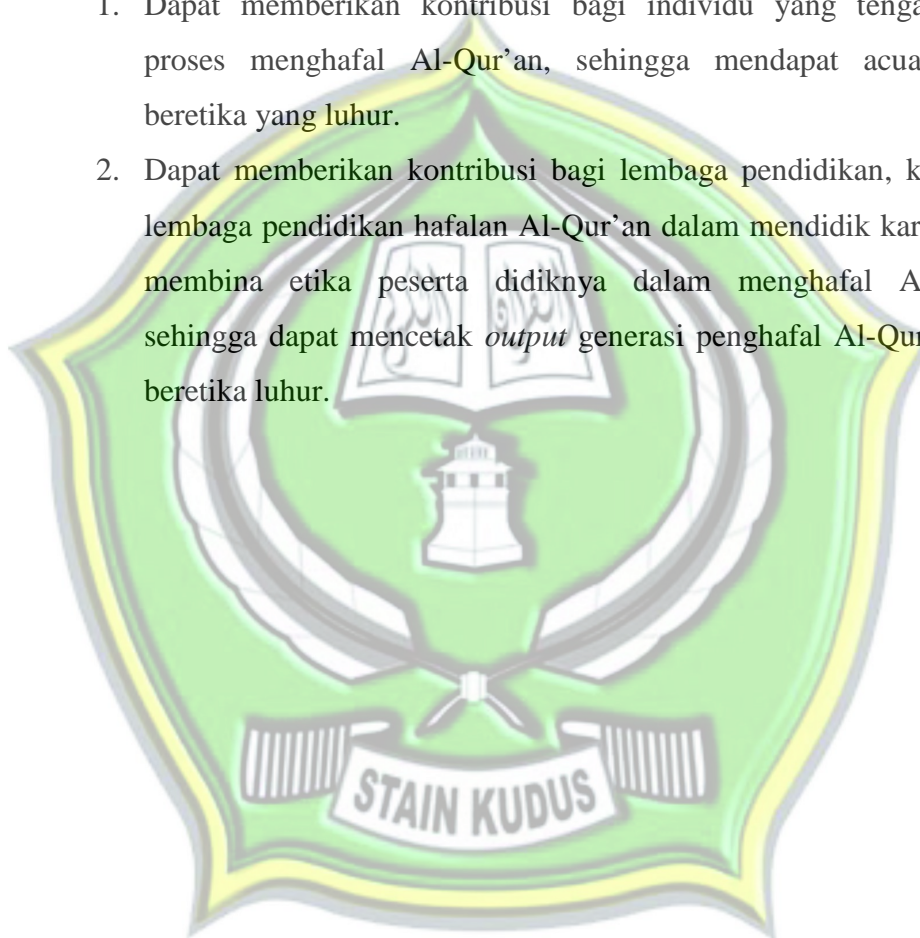 1. Dapat memberikan kontribusi bagi individu yang
proses menghafal Al-Qur’an, sehingga mendapat
beretika yang luhur.
2. Dapat memberikan kontribusi bagi lembaga pendidikan,
lembaga pendidikan hafalan Al-Qur’an dalam mendidik
membina etika peserta didiknya dalam menghafal
sehingga dapat mencetak output generasi penghafal
beretika luhur.
STAIN KUDUS